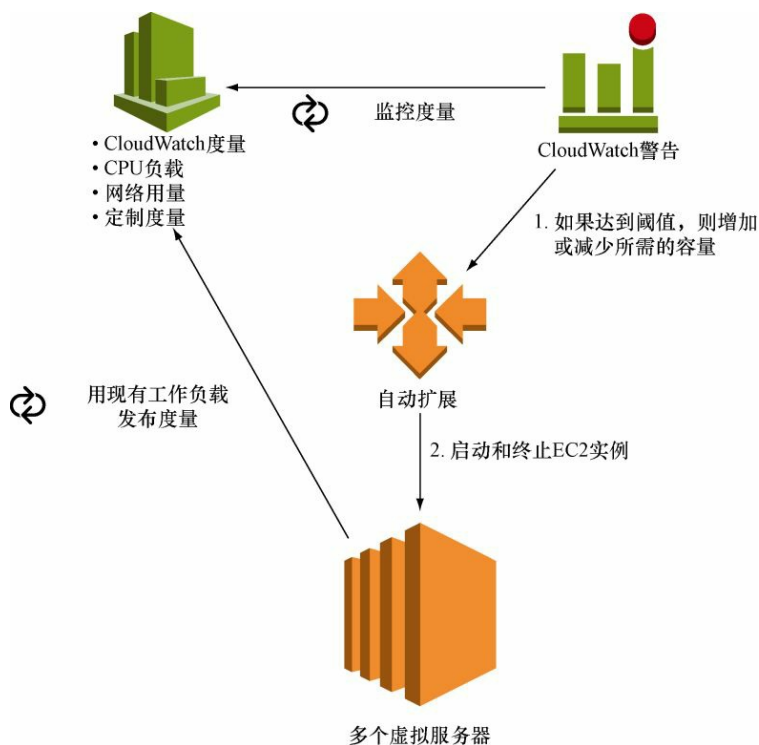 监控度量
• CloudWatch度量
• CPU负载
• 网络用量
• 定制度量
CloudWatch警告
1. 如果达到阈值，则增加
或减少所需的容量
自动扩展
用现有工作负载
发布度量
2. 启动和终止EC2实例
多个虚拟服务器